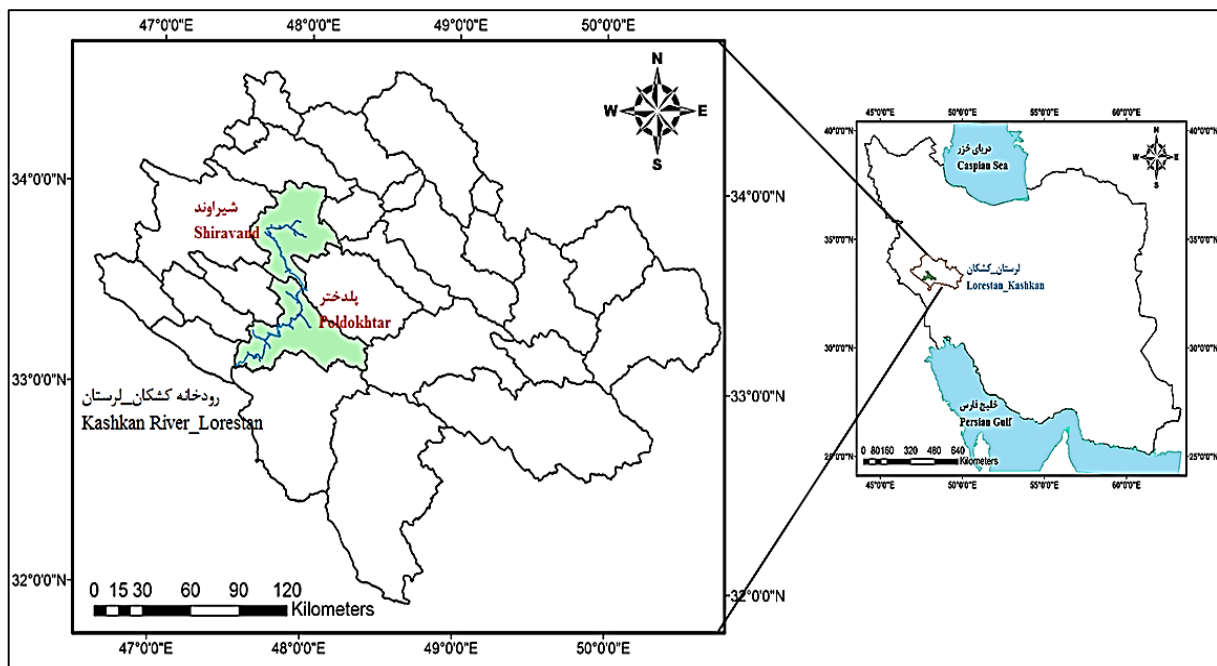 47°0'0"E 48°0'0"E 49°0'0"E 50°0'0"E
N
W E
S
34°0'0"N 34°0'0"N
شیراوند
Shiravand
پلدختر
Poldokhtar
33°0'0"N 33°0'0"N
رودخانه کشکان_لرستان
Kashkan River_Lorestan
32°0'0"N 32°0'0"N
0 15 30 60 90 120
Kilometers
47°0'0"E 48°0'0"E 49°0'0"E 50°0'0"E
45°0'0"E 50°0'0"E 55°0'0"E 60°0'0"E
40°0'0"N 40°0'0"N
N
W E
S
دریای خزر
Caspian Sea
35°0'0"N 35°0'0"N
لرستان_کشکان
Lorestan_Kashkan
30°0'0"N 30°0'0"N
خلیج فارس
Persian Gulf
0 80160 320 480 640
Kilometers
25°0'0"N 25°0'0"N
45°0'0"E 50°0'0"E 55°0'0"E 60°0'0"E